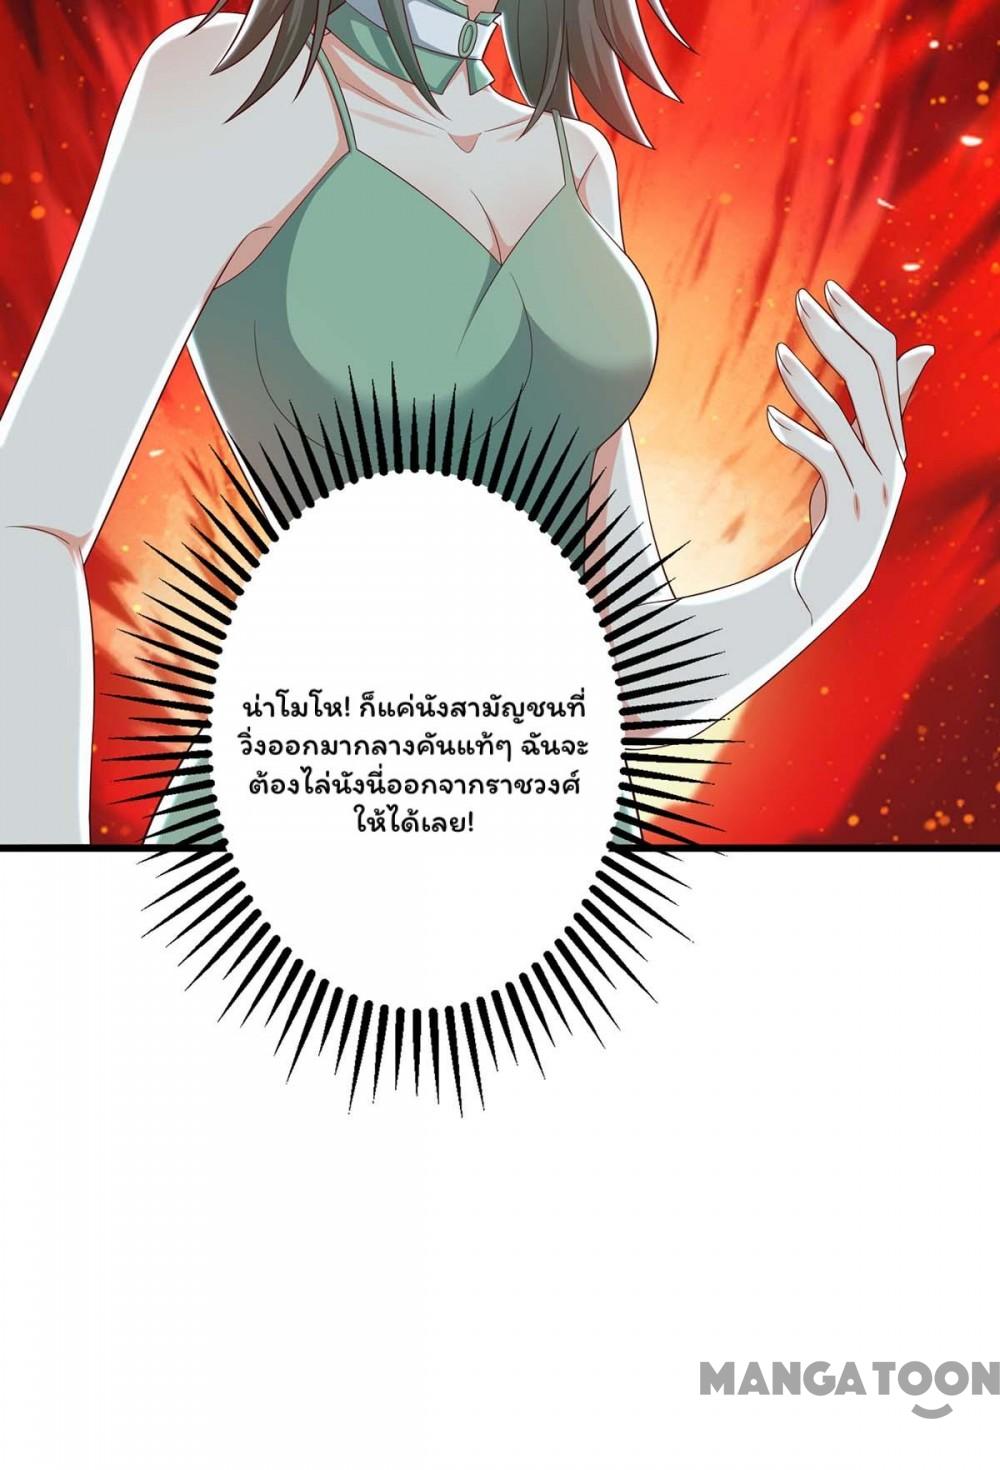 น่าโมโห! ก็แค่นังสามัญชนที่
วิ่งออกมากลางคันแท้ๆ ฉันจะ
ต้องไล่นังนี่ออกจากราชวงศ์
ให้ได้เลย!
MANGATOON